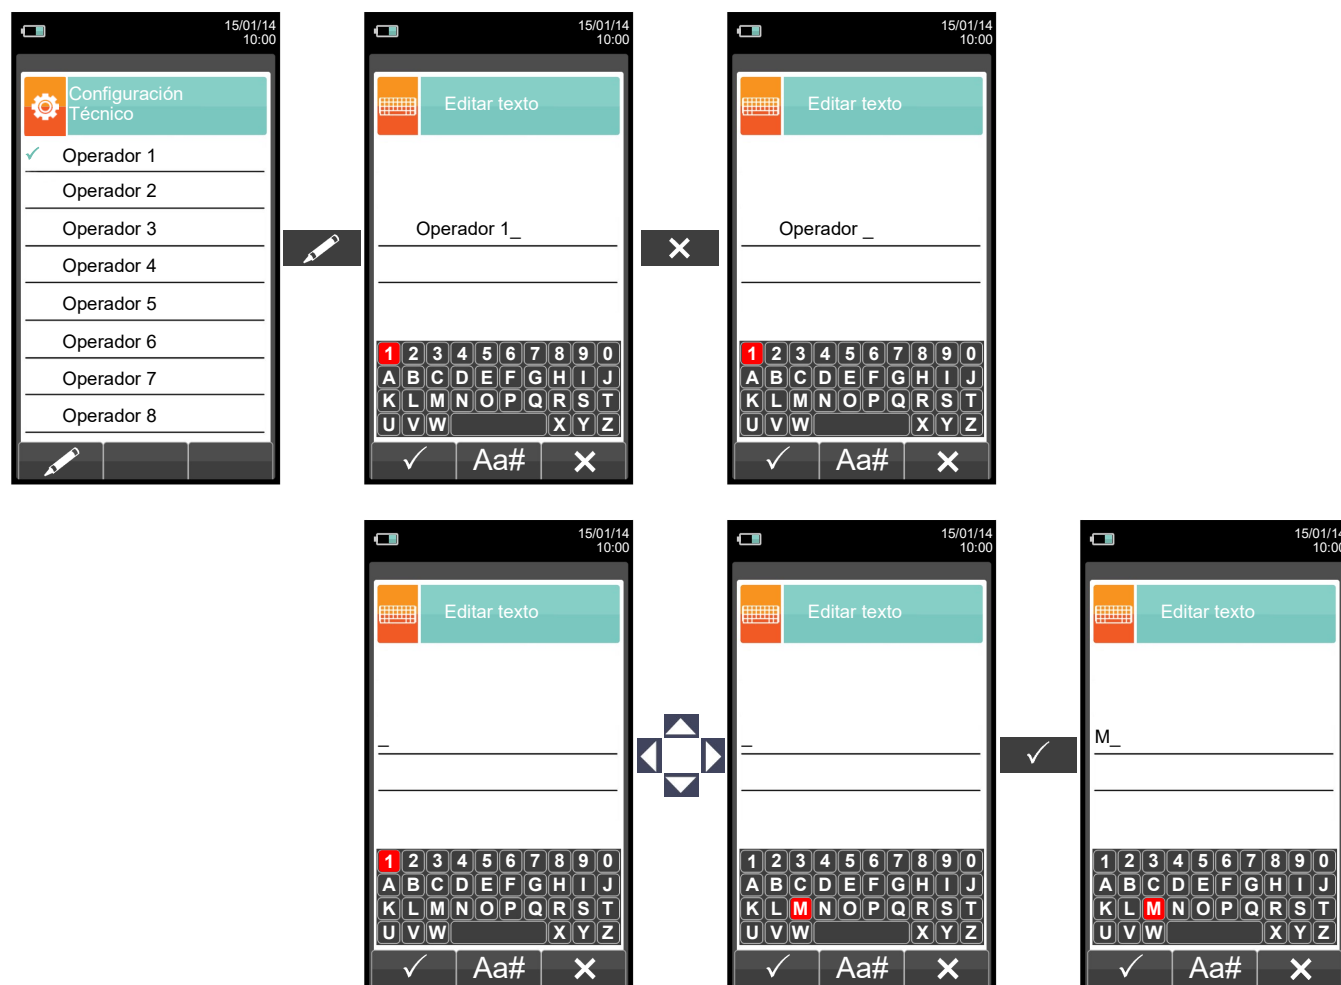 15/01/14
10:00
Configuración
Técnico
✓ Operador 1
Operador 2
Operador 3
Operador 4
Operador 5
Operador 6
Operador 7
Operador 8
15/01/14
10:00
Editar texto
Operador 1_
1 2 3 4 5 6 7 8 9 0
A B C D E F G H I J
K L M N O P Q R S T
U V W X Y Z
✓ Aa# ✕
✕
15/01/14
10:00
Editar texto
Operador _
1 2 3 4 5 6 7 8 9 0
A B C D E F G H I J
K L M N O P Q R S T
U V W X Y Z
✓ Aa# ✕
15/01/14
10:00
Editar texto
_
1 2 3 4 5 6 7 8 9 0
A B C D E F G H I J
K L M N O P Q R S T
U V W X Y Z
✓ Aa# ✕
15/01/14
10:00
Editar texto
_
1 2 3 4 5 6 7 8 9 0
A B C D E F G H I J
K L M N O P Q R S T
U V W X Y Z
✓ Aa# ✕
✓
15/01/14
10:00
Editar texto
M_
1 2 3 4 5 6 7 8 9 0
A B C D E F G H I J
K L M N O P Q R S T
U V W X Y Z
✓ Aa# ✕